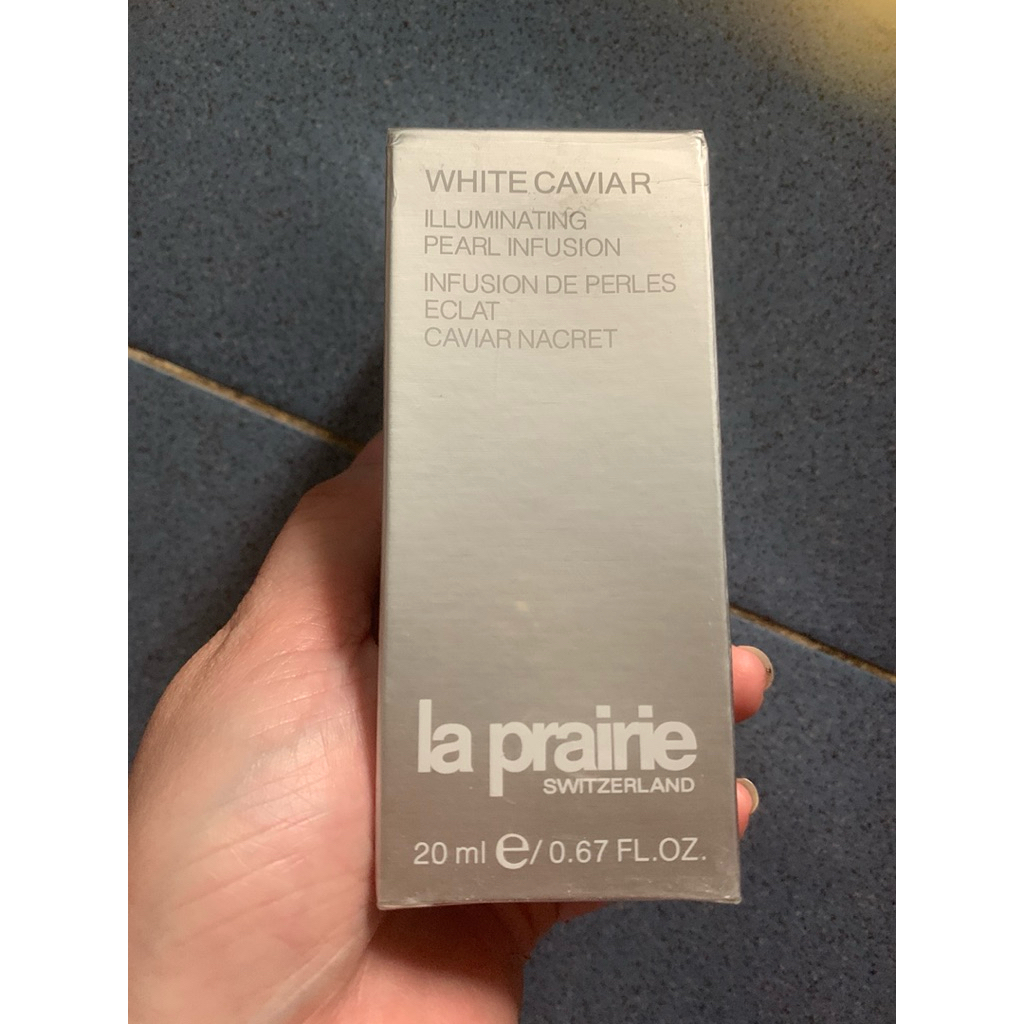 WHITE CAVIAR
ILLUMINATING
PEARL INFUSION
INFUSION DE PERLES
ECLAT
CAVIAR NACRET
la prairie
SWITZERLAND
20 ml ℮/ 0.67 FL.OZ.